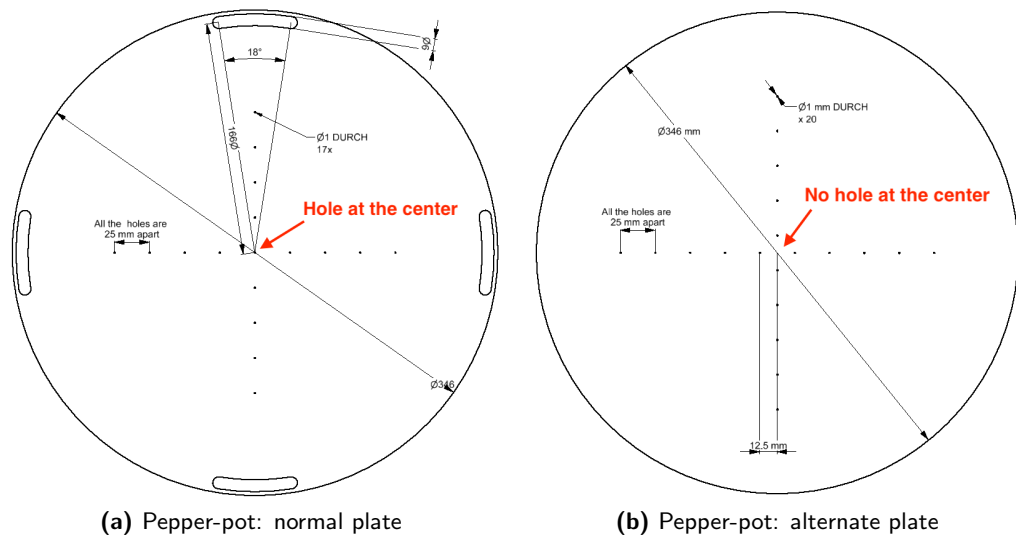 9Ø
18°
166Ø
Ø1 DURCH
17x
Hole at the center
All the holes are
25 mm apart
Ø346
(a) Pepper-pot: normal plate
Ø1 mm DURCH
x 20
Ø346 mm
No hole at the center
All the holes are
25 mm apart
12.5 mm
(b) Pepper-pot: alternate plate